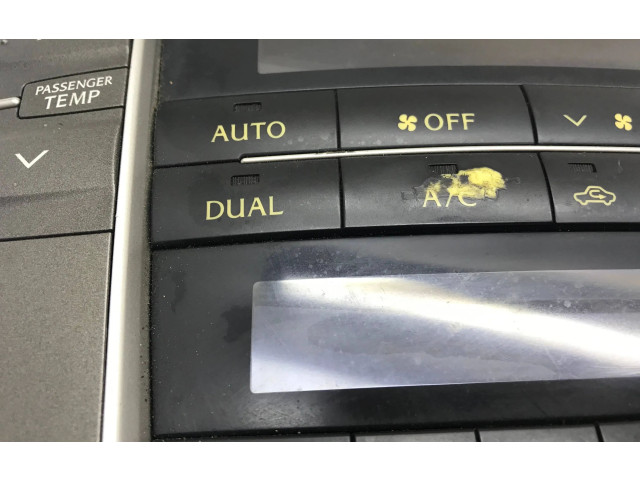 PASSENGER
TEMP
AUTO
OFF
DUAL
A/C